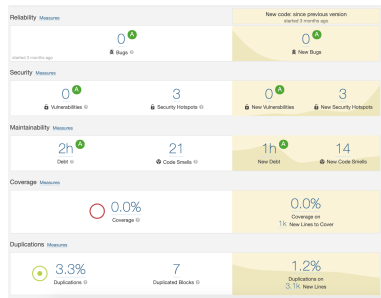 Reliability Measures
New code: since previous version
started 3 months ago
0 A
Bugs
started 3 months ago
0 A
New Bugs
Security Measures
0 A
Vulnerabilities
3
Security Hotspots
0 A
New Vulnerabilities
3
New Security Hotspots
Maintainability Measures
2h A
Debt
21
Code Smells
1h A
New Debt
14
New Code Smells
Coverage Measures
0.0%
Coverage
0.0%
Coverage on
1k New Lines to Cover
Duplications Measures
3.3%
Duplications
7
Duplicated Blocks
1.2%
Duplications on
3.1k New Lines